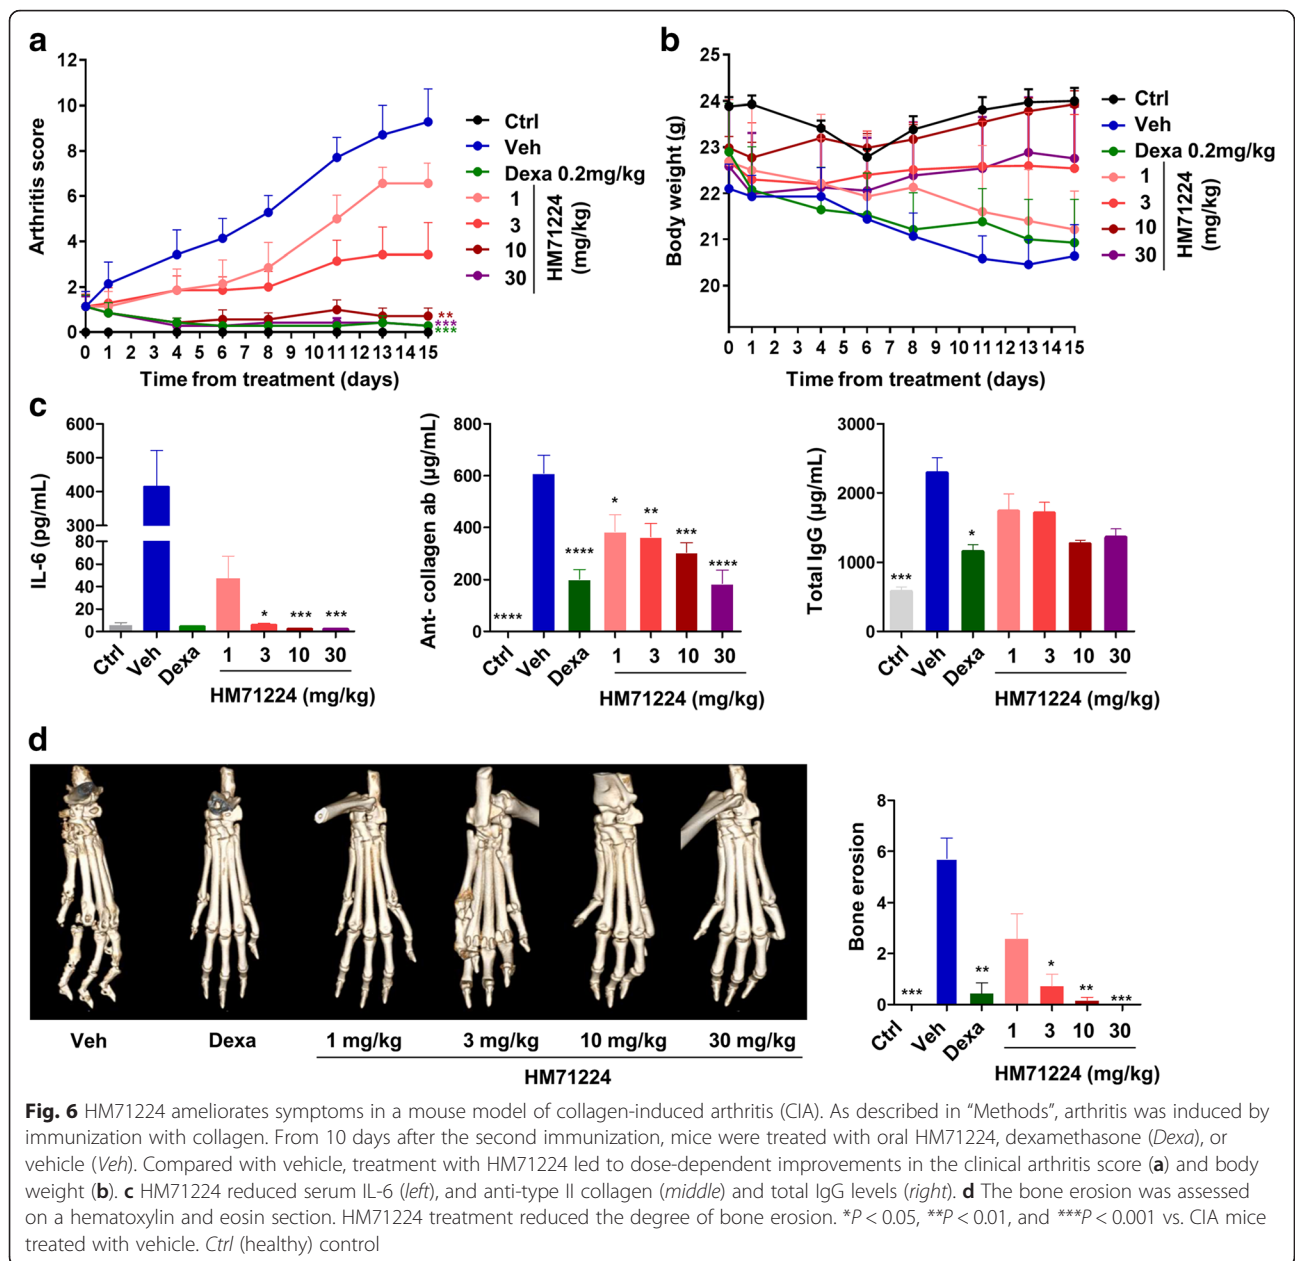 a
12
10
8
6
4
2
0
Arthritis score
0 1 2 3 4 5 6 7 8 9 10 11 12 13 14 15
Time from treatment (days)
**
***
***
Ctrl
Veh
Dexa 0.2mg/kg
1
3
10
30
HM71224
(mg/kg)
b
25
24
23
22
21
20
Body weight (g)
0 1 2 3 4 5 6 7 8 9 10 11 12 13 14 15
Time from treatment (days)
Ctrl
Veh
Dexa 0.2mg/kg
1
3
10
30
HM71224
(mg/kg)
c
600
500
400
300
80
60
40
20
0
IL-6 (pg/mL)
* *** ***
Ctrl Veh Dexa 1 3 10 30
HM71224 (mg/kg)
800
600
400
200
0
Ant- collagen ab (µg/mL)
**** **** * ** *** ****
Ctrl Veh Dexa 1 3 10 30
HM71224 (mg/kg)
3000
2000
1000
0
Total IgG (µg/mL)
*** *
Ctrl Veh Dexa 1 3 10 30
HM71224 (mg/kg)
d
Veh Dexa 1 mg/kg 3 mg/kg 10 mg/kg 30 mg/kg
HM71224
8
6
4
2
0
Bone erosion
*** ** * ** ***
Ctrl Veh Dexa 1 3 10 30
HM71224 (mg/kg)
Fig. 6 HM71224 ameliorates symptoms in a mouse model of collagen-induced arthritis (CIA). As described in “Methods”, arthritis was induced by
immunization with collagen. From 10 days after the second immunization, mice were treated with oral HM71224, dexamethasone (Dexa), or
vehicle (Veh). Compared with vehicle, treatment with HM71224 led to dose-dependent improvements in the clinical arthritis score (a) and body
weight (b). c HM71224 reduced serum IL-6 (left), and anti-type II collagen (middle) and total IgG levels (right). d The bone erosion was assessed
on a hematoxylin and eosin section. HM71224 treatment reduced the degree of bone erosion. *P < 0.05, **P < 0.01, and ***P < 0.001 vs. CIA mice
treated with vehicle. Ctrl (healthy) control